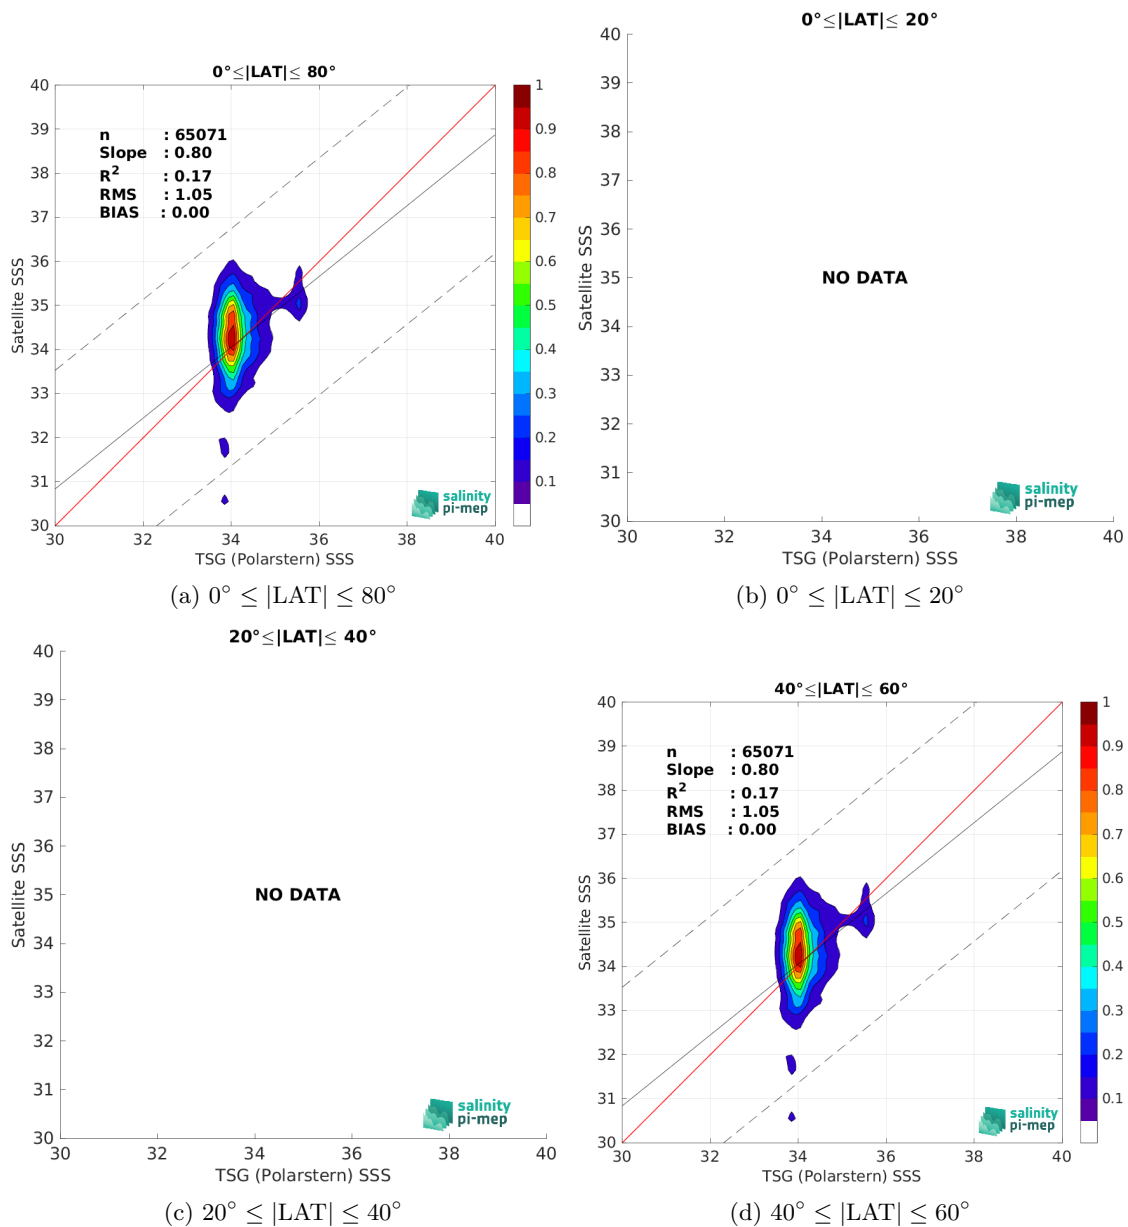 0°≤|LAT|≤ 80°
40
39
38
37
36
35
34
33
32
31
30
Satellite SSS
n : 65071
Slope : 0.80
R² : 0.17
RMS : 1.05
BIAS : 0.00
1
0.9
0.8
0.7
0.6
0.5
0.4
0.3
0.2
0.1
salinity
pi-mep
30 32 34 36 38 40
TSG (Polarstern) SSS
(a) 0° ≤ |LAT| ≤ 80°
0°≤|LAT|≤ 20°
40
39
38
37
36
35
34
33
32
31
30
Satellite SSS
NO DATA
salinity
pi-mep
30 32 34 36 38 40
TSG (Polarstern) SSS
(b) 0° ≤ |LAT| ≤ 20°
20°≤|LAT|≤ 40°
40
39
38
37
36
35
34
33
32
31
30
Satellite SSS
NO DATA
salinity
pi-mep
30 32 34 36 38 40
TSG (Polarstern) SSS
(c) 20° ≤ |LAT| ≤ 40°
40°≤|LAT|≤ 60°
40
39
38
37
36
35
34
33
32
31
30
Satellite SSS
n : 65071
Slope : 0.80
R² : 0.17
RMS : 1.05
BIAS : 0.00
1
0.9
0.8
0.7
0.6
0.5
0.4
0.3
0.2
0.1
salinity
pi-mep
30 32 34 36 38 40
TSG (Polarstern) SSS
(d) 40° ≤ |LAT| ≤ 60°